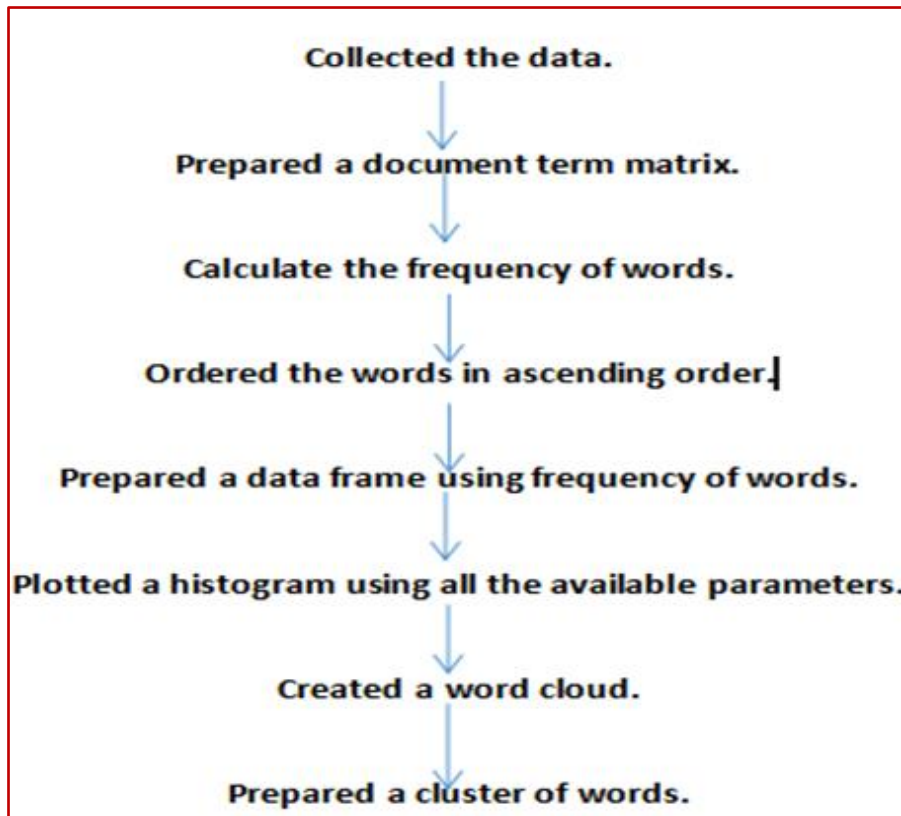 Collected the data.
Prepared a document term matrix.
Calculate the frequency of words.
Ordered the words in ascending order.
Prepared a data frame using frequency of words.
Plotted a histogram using all the available parameters.
Created a word cloud.
Prepared a cluster of words.